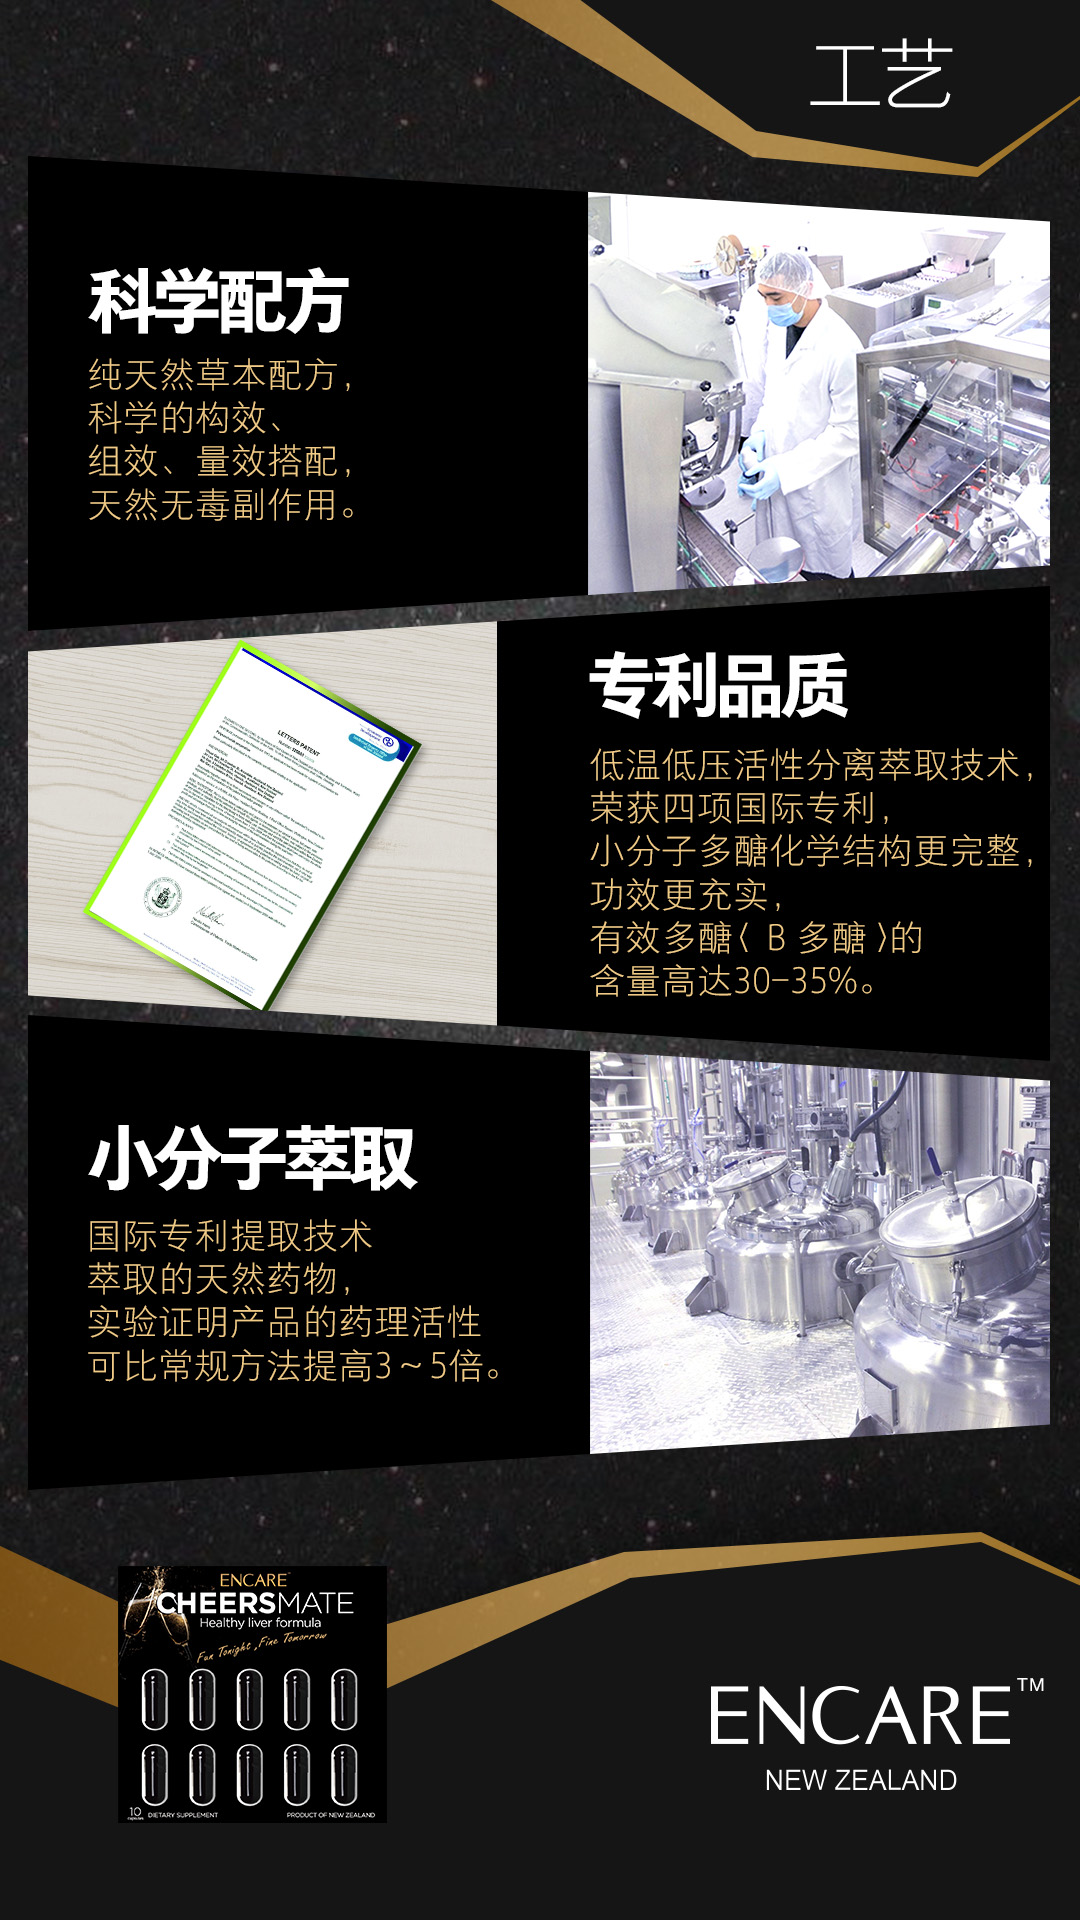 工艺
科学配方
纯天然草本配方，
科学的构效、
组效、量效搭配，
天然无毒副作用。
LETTERS PATENT
专利品质
低温低压活性分离萃取技术，
荣获四项国际专利，
小分子多醣化学结构更完整，
功效更充实，
有效多醣〈 B 多醣 〉的
含量高达30-35%。
小分子萃取
国际专利提取技术
萃取的天然药物，
实验证明产品的药理活性
可比常规方法提高3～5倍。
ENCARE
CHEERSMATE
Healthy liver formula
Fun Tonight, Fine Tomorrow
10 capsules DIETARY SUPPLEMENT PRODUCT OF NEW ZEALAND
ENCARE™
NEW ZEALAND